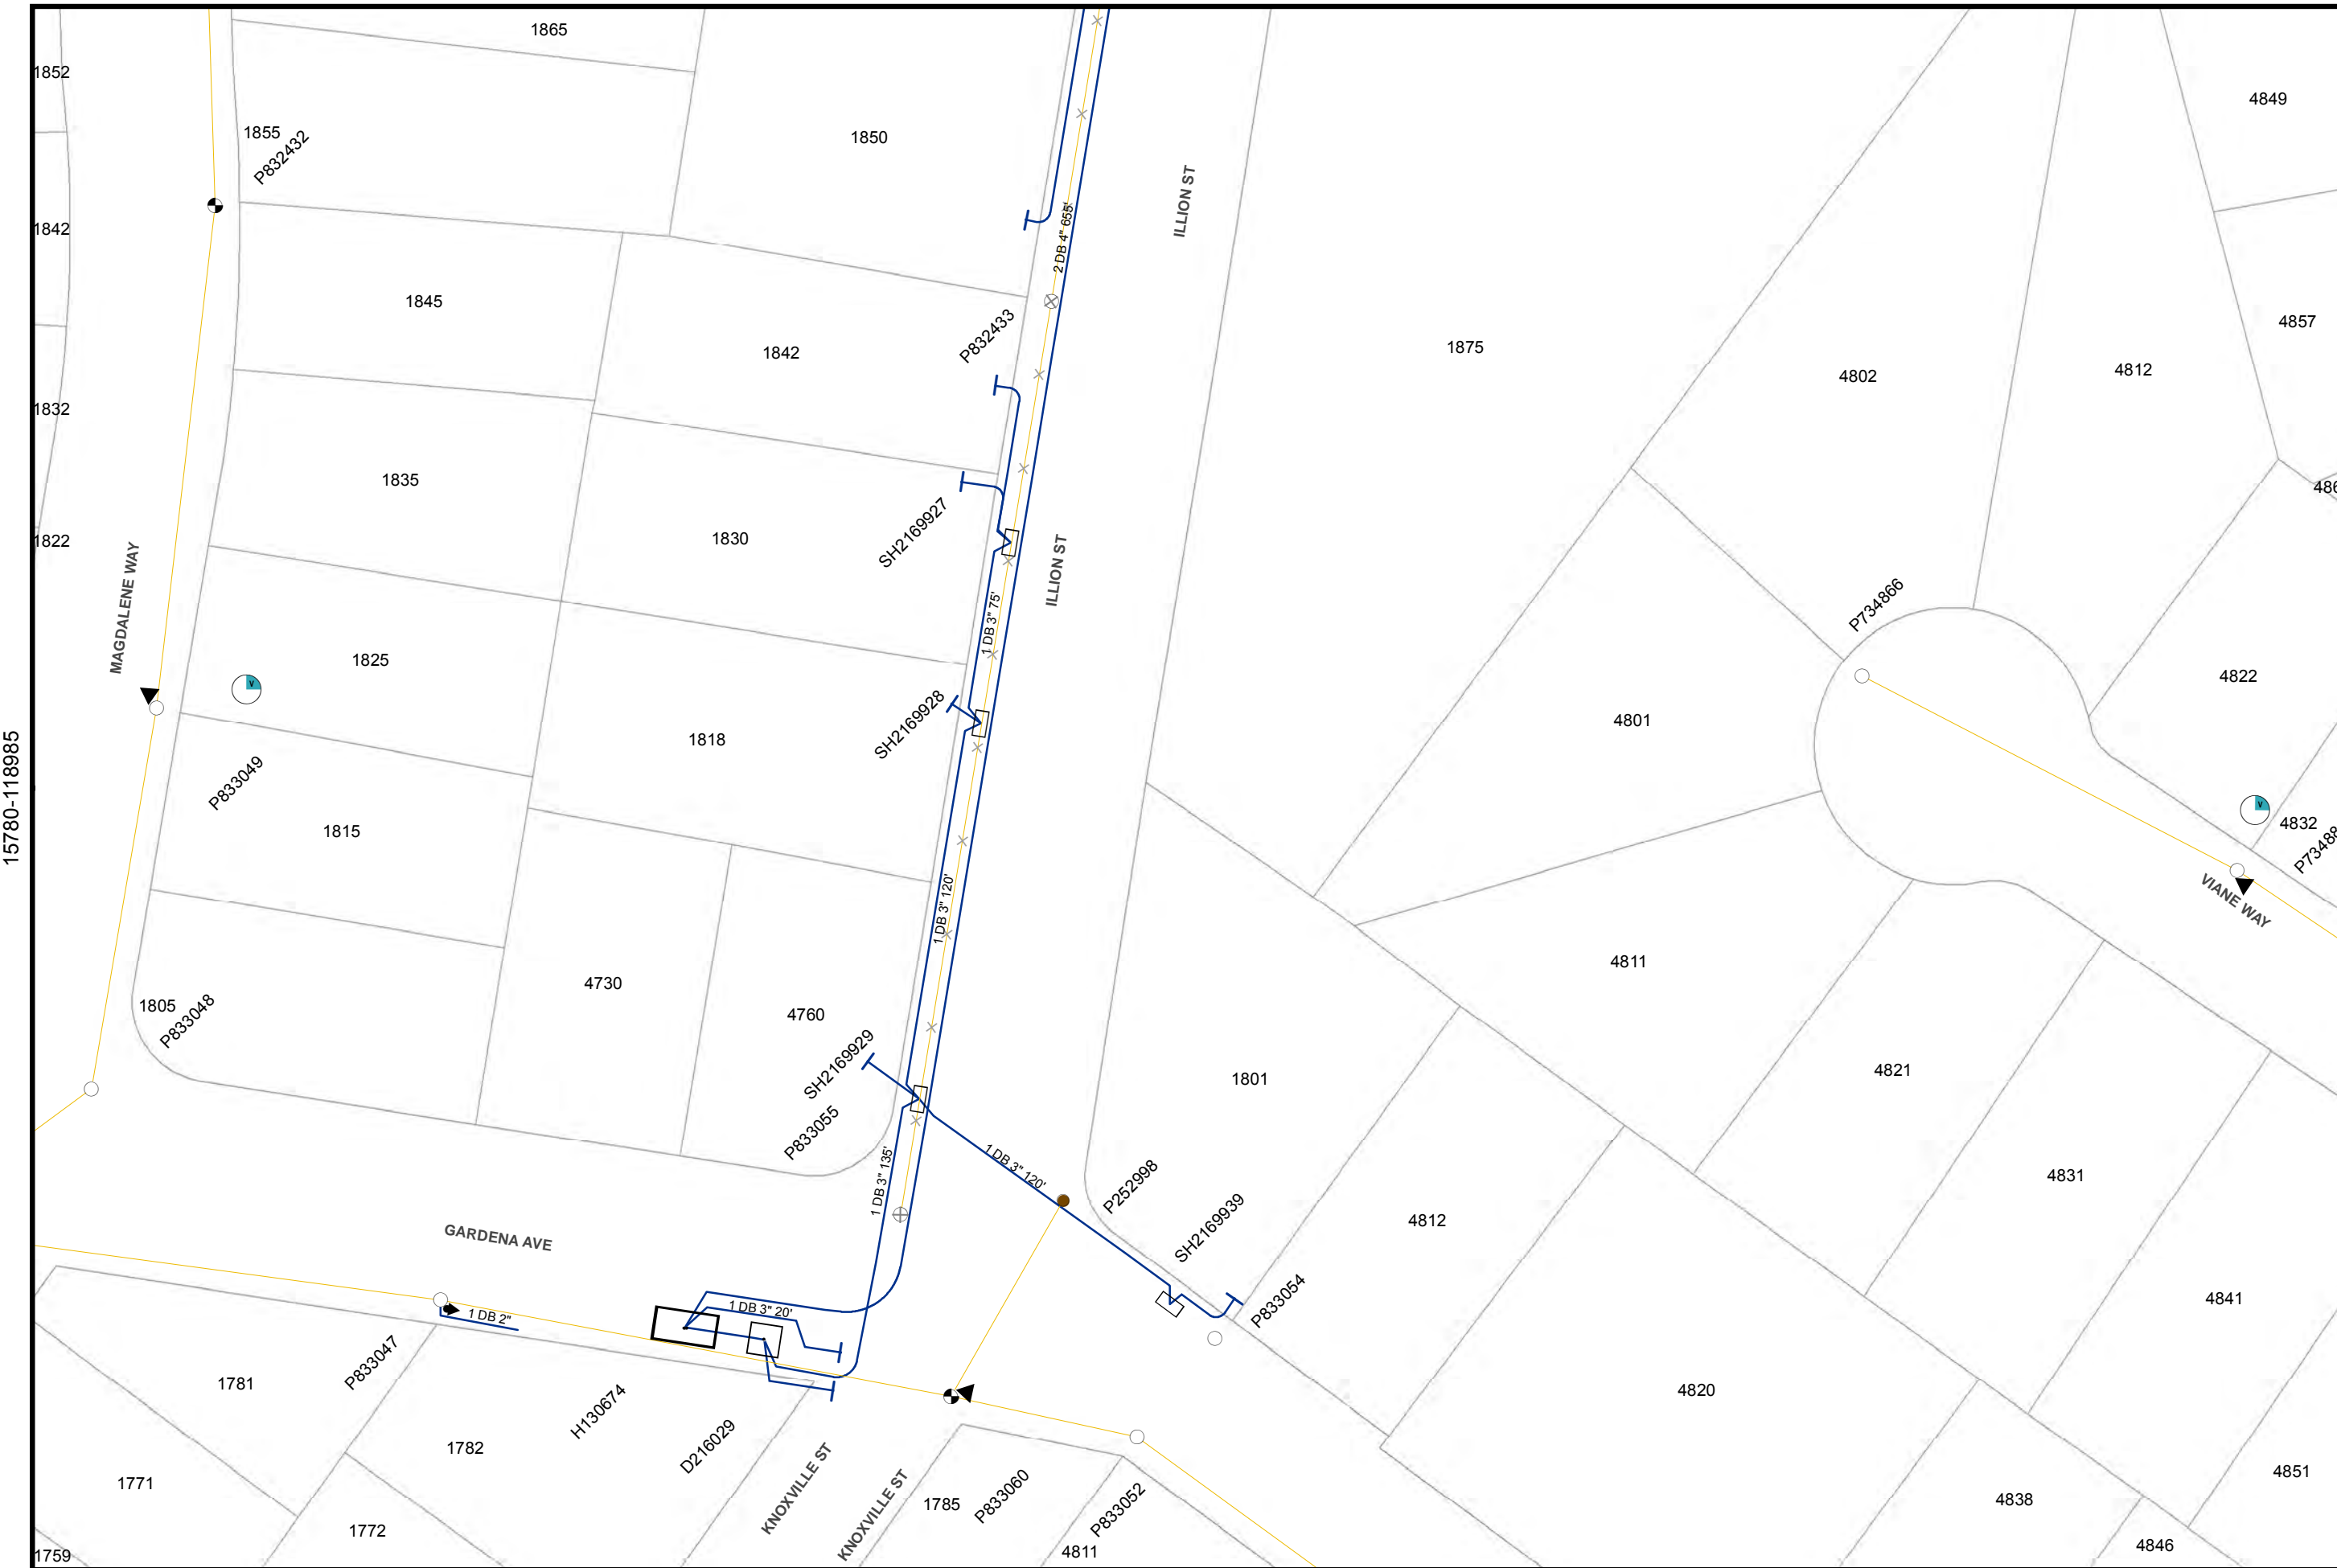 1865
1852
4849
1855
P832432
1850
ILLION ST
1842
2 DB 4" 655'
1845
P832433
1842
1875
4857
4812
4802
1832
1835
SH2169927
1830
1822
ILLION ST
MAGDALENE WAY
1 DB 3" 75'
P734866
1825
4822
SH2169928
4801
1818
15780-118985
P833049
1815
4832
VIANE WAY
1 DB 3" 120'
4811
4730
1805
P833048
4760
SH2169929
1801
4821
P833055
1 DB 3" 135'
1 DB 3" 120'
P252998
4831
SH2169939
4812
GARDENA AVE
P833054
4841
1 DB 3" 20'
1 DB 2"
P833047
1781
H130674
4820
D216029
1782
KNOXVILLE ST
KNOXVILLE ST
1771
1785
P833060
P833052
4851
4838
1772
1759
4811
4846